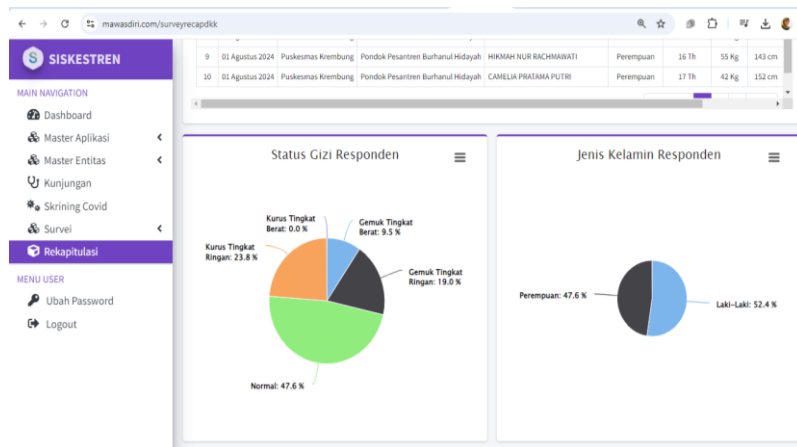 mawasdiri.com/surveyrecapdkk
S SISKESTREN
MAIN NAVIGATION
Dashboard
Master Aplikasi
Master Entitas
Kunjungan
Skrining Covid
Survei
Rekapitulasi
MENU USER
Ubah Password
Logout
9 01 Agustus 2024 Puskesmas Krembung Pondok Pesantren Burhanul Hidayah HIKMAH NUR RACHMAWATI Perempuan 16 Th 55 Kg 143 cm
10 01 Agustus 2024 Puskesmas Krembung Pondok Pesantren Burhanul Hidayah CAMELIA PRATAMA PUTRI Perempuan 17 Th 42 Kg 152 cm
Status Gizi Responden
Kurus Tingkat
Berat: 0.0 %
Gemuk Tingkat
Berat: 9.5 %
Kurus Tingkat
Ringan: 23.8 %
Gemuk Tingkat
Ringan: 19.0 %
Normal: 47.6 %
Jenis Kelamin Responden
Perempuan: 47.6 %
Laki-Laki: 52.4 %